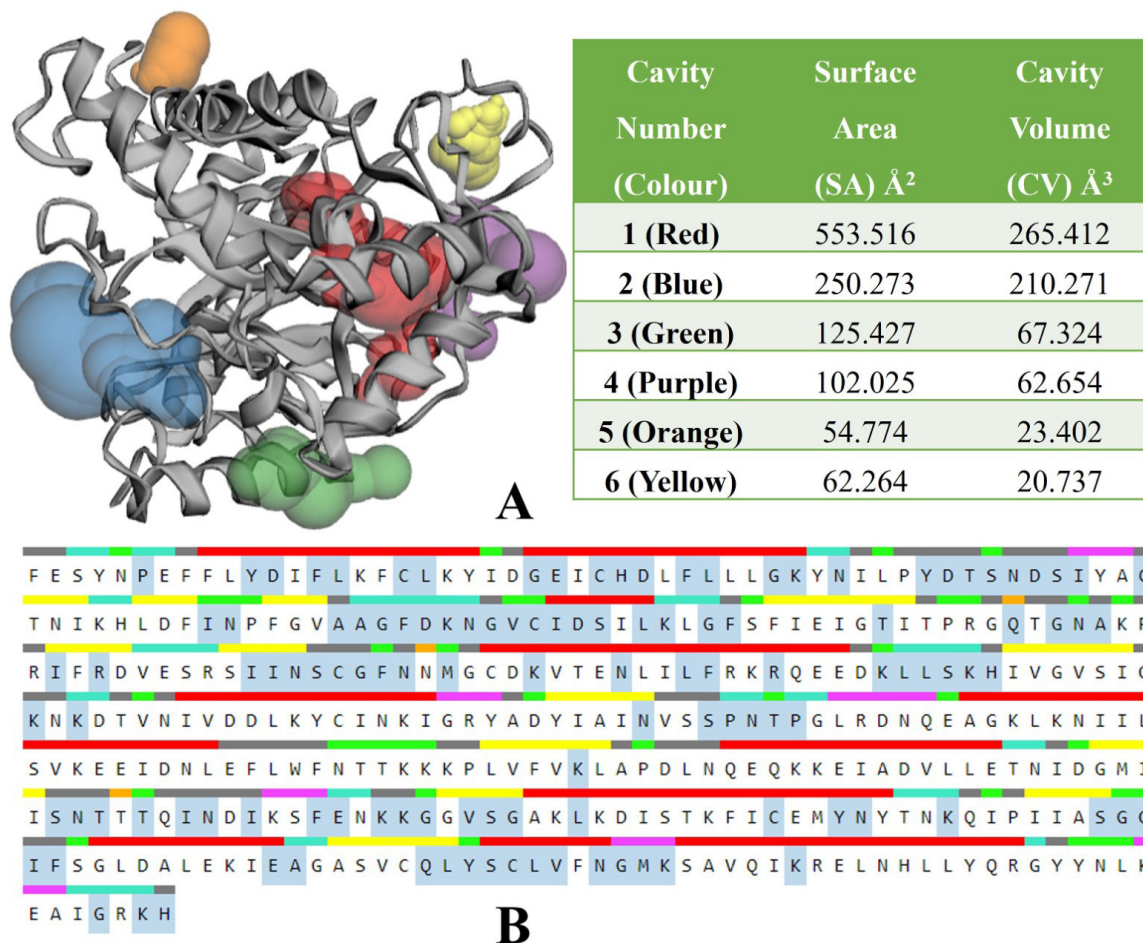 Cavity Number (Colour)
Surface Area (SA) Å²
Cavity Volume (CV) Å³
1 (Red) 553.516 265.412
2 (Blue) 250.273 210.271
3 (Green) 125.427 67.324
4 (Purple) 102.025 62.654
5 (Orange) 54.774 23.402
6 (Yellow) 62.264 20.737
A
F E S Y N P E F F L Y D I F L K F C L K Y I D G E I C H D L F L L L G K Y N I L P Y D T S N D S I Y A C
T N I K H L D F I N P F G V A A G F D K N G V C I D S I L K L G F S F I E I G T I T P R G Q T G N A K P
R I F R D V E S R S I I N S C G F N N M G C D K V T E N L I L F R K R Q E E D K L L S K H I V G V S I G
K N K D T V N I V D D L K Y C I N K I G R Y A D Y I A I N V S S P N T P G L R D N Q E A G K L K N I I L
S V K E E I D N L E F L W F N T T K K K P L V F V K L A P D L N Q E Q K K E I A D V L L E T N I D G M I
I S N T T T Q I N D I K S F E N K K G G V S G A K L K D I S T K F I C E M Y N Y T N K Q I P I I A S G G
I F S G L D A L E K I E A G A S V C Q L Y S C L V F N G M K S A V Q I K R E L N H L L Y Q R G Y Y N L K
E A I G R K H
B